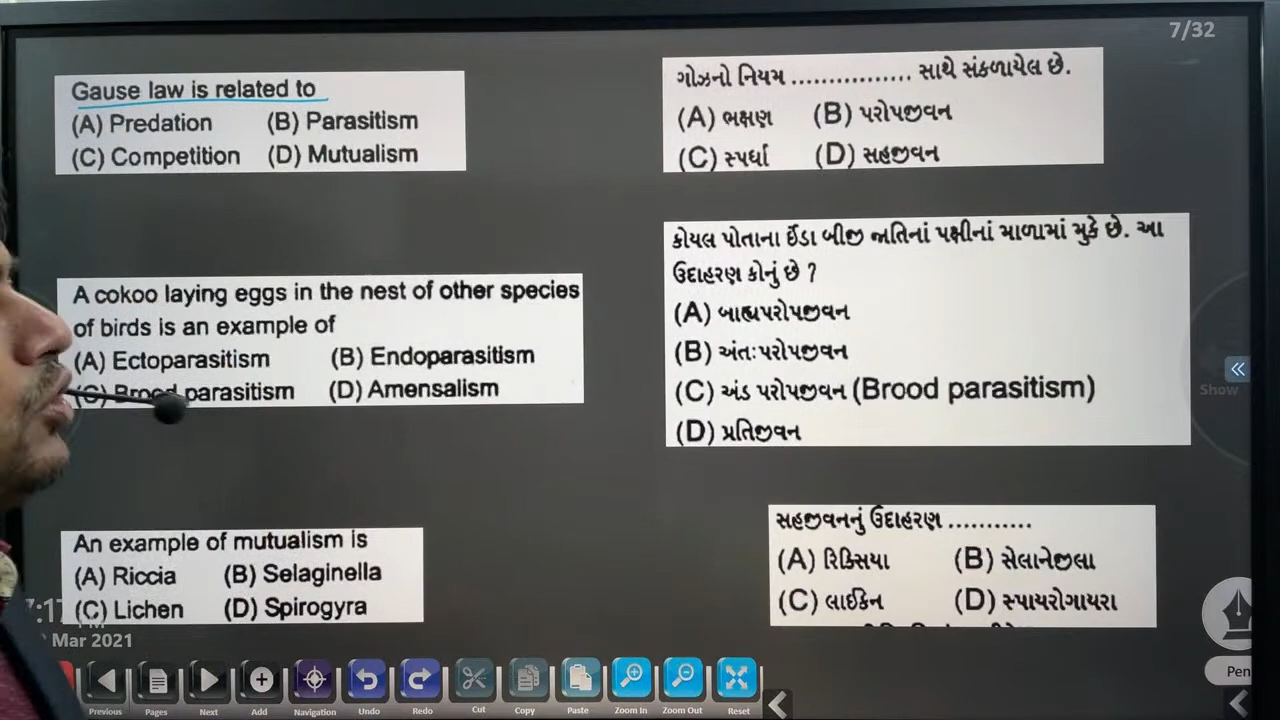 7/32
Gause law is related to
(A) Predation (B) Parasitism
(C) Competition (D) Mutualism
ગોઝનો નિયમ ................ સાથે સંકળાયેલ છે.
(A) ભક્ષણ (B) પરોપજીવન
(C) સ્પર્ધા (D) સહજીવન
A cokoo laying eggs in the nest of other species
of birds is an example of
(A) Ectoparasitism (B) Endoparasitism
(C) Brood parasitism (D) Amensalism
કોયલ પોતાના ઈંડા બીજી જાતિનાં પક્ષીનાં માળામાં મુકે છે. આ
ઉદાહરણ કોનું છે ?
(A) બાહ્યપરોપજીવન
(B) અંતઃપરોપજીવન
(C) અંડ પરોપજીવન (Brood parasitism)
(D) પ્રતિજીવન
Show
An example of mutualism is
(A) Riccia (B) Selaginella
(C) Lichen (D) Spirogyra
સહજીવનનું ઉદાહરણ ...........
(A) રિક્સિયા (B) સેલાનેજીલા
(C) લાઈકેન (D) સ્પાયરોગાયરા
7:17 PM
Mar 2021
Pen
Previous Pages Next Add Navigation Undo Redo Cut Copy Paste Zoom In Zoom Out Reset